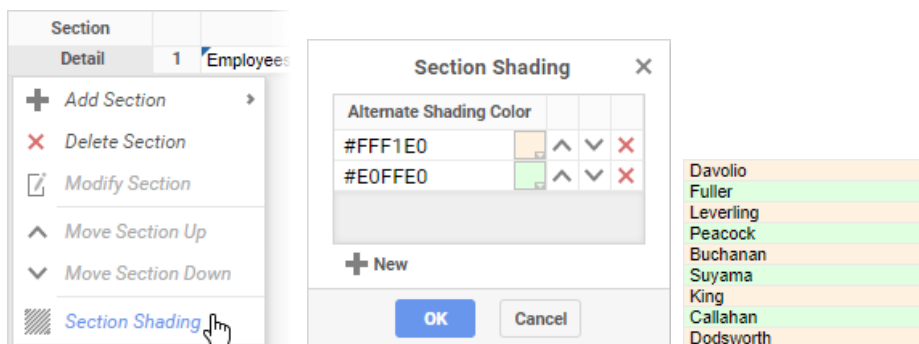 Section
Detail 1 Employees
Add Section
Delete Section
Modify Section
Move Section Up
Move Section Down
Section Shading
Section Shading
Alternate Shading Color
#FFF1E0
#E0FFE0
New
OK Cancel
Davolio
Fuller
Leverling
Peacock
Buchanan
Suyama
King
Callahan
Dodsworth